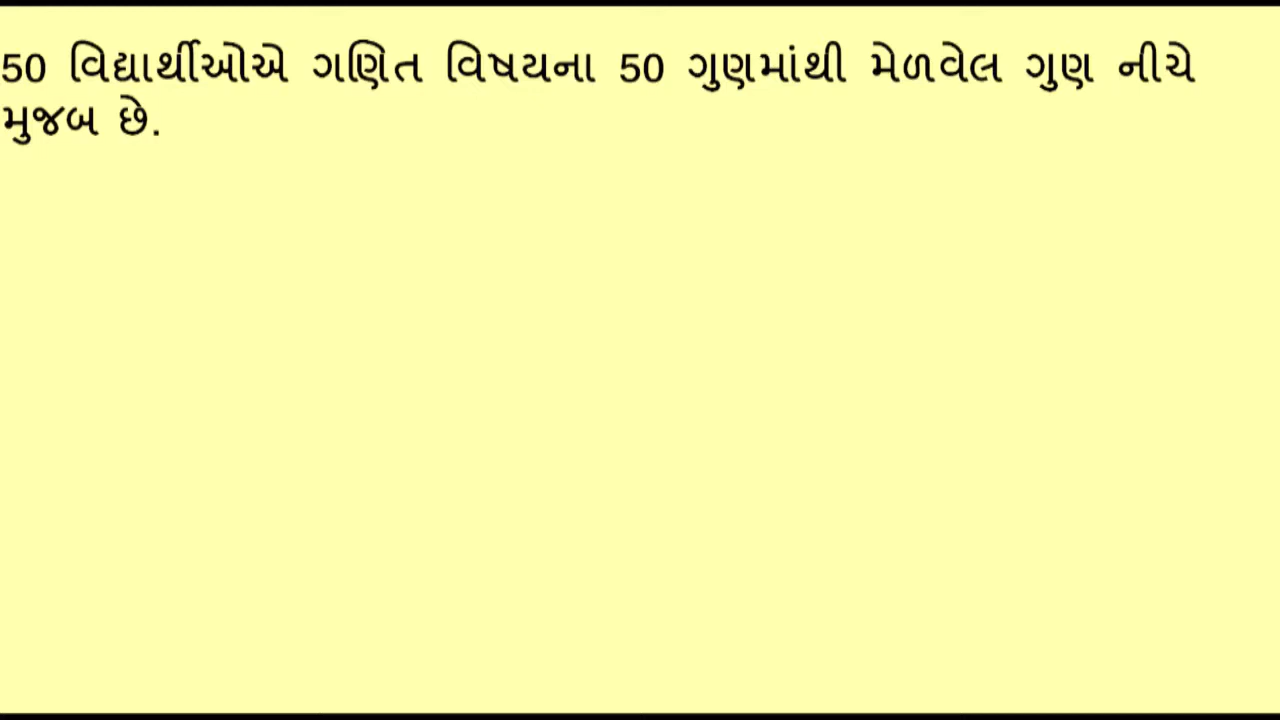 50 વિદ્યાર્થીઓએ ગણિત વિષયના 50 ગુણમાંથી મેળવેલ ગુણ નીચે
મુજબ છે.